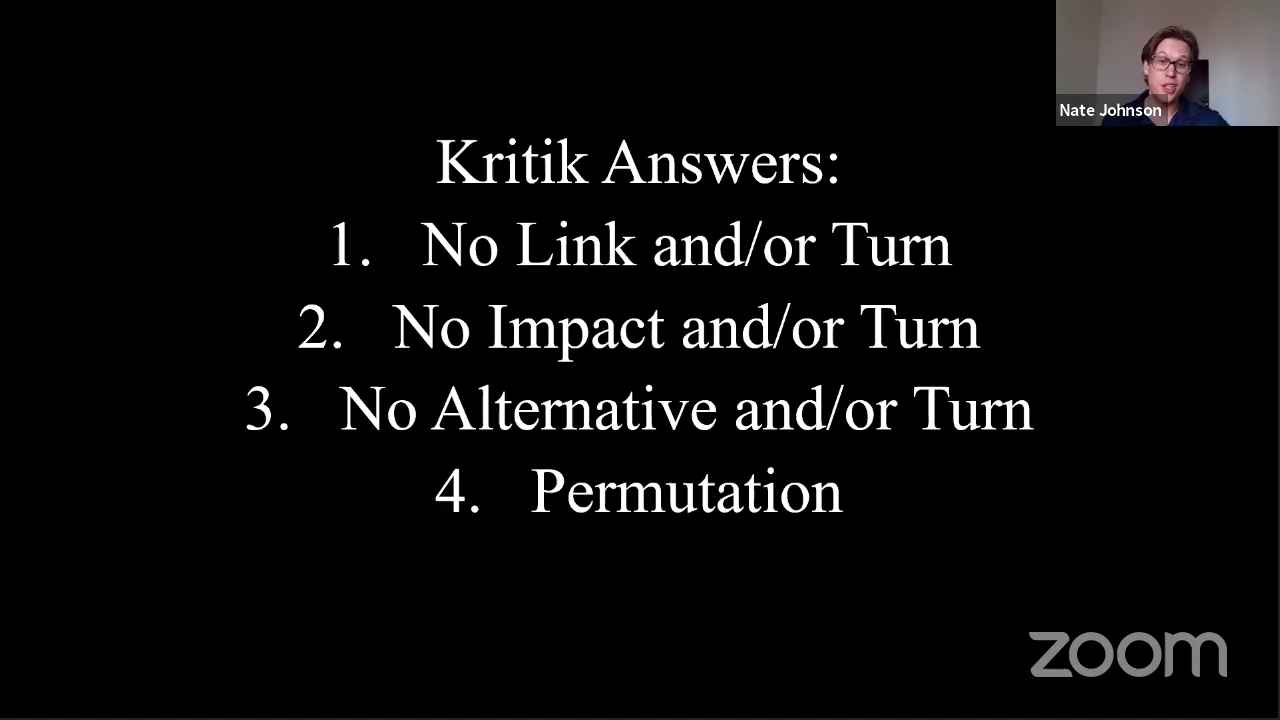 Nate Johnson
Kritik Answers:
1. No Link and/or Turn
2. No Impact and/or Turn
3. No Alternative and/or Turn
4. Permutation
zoom